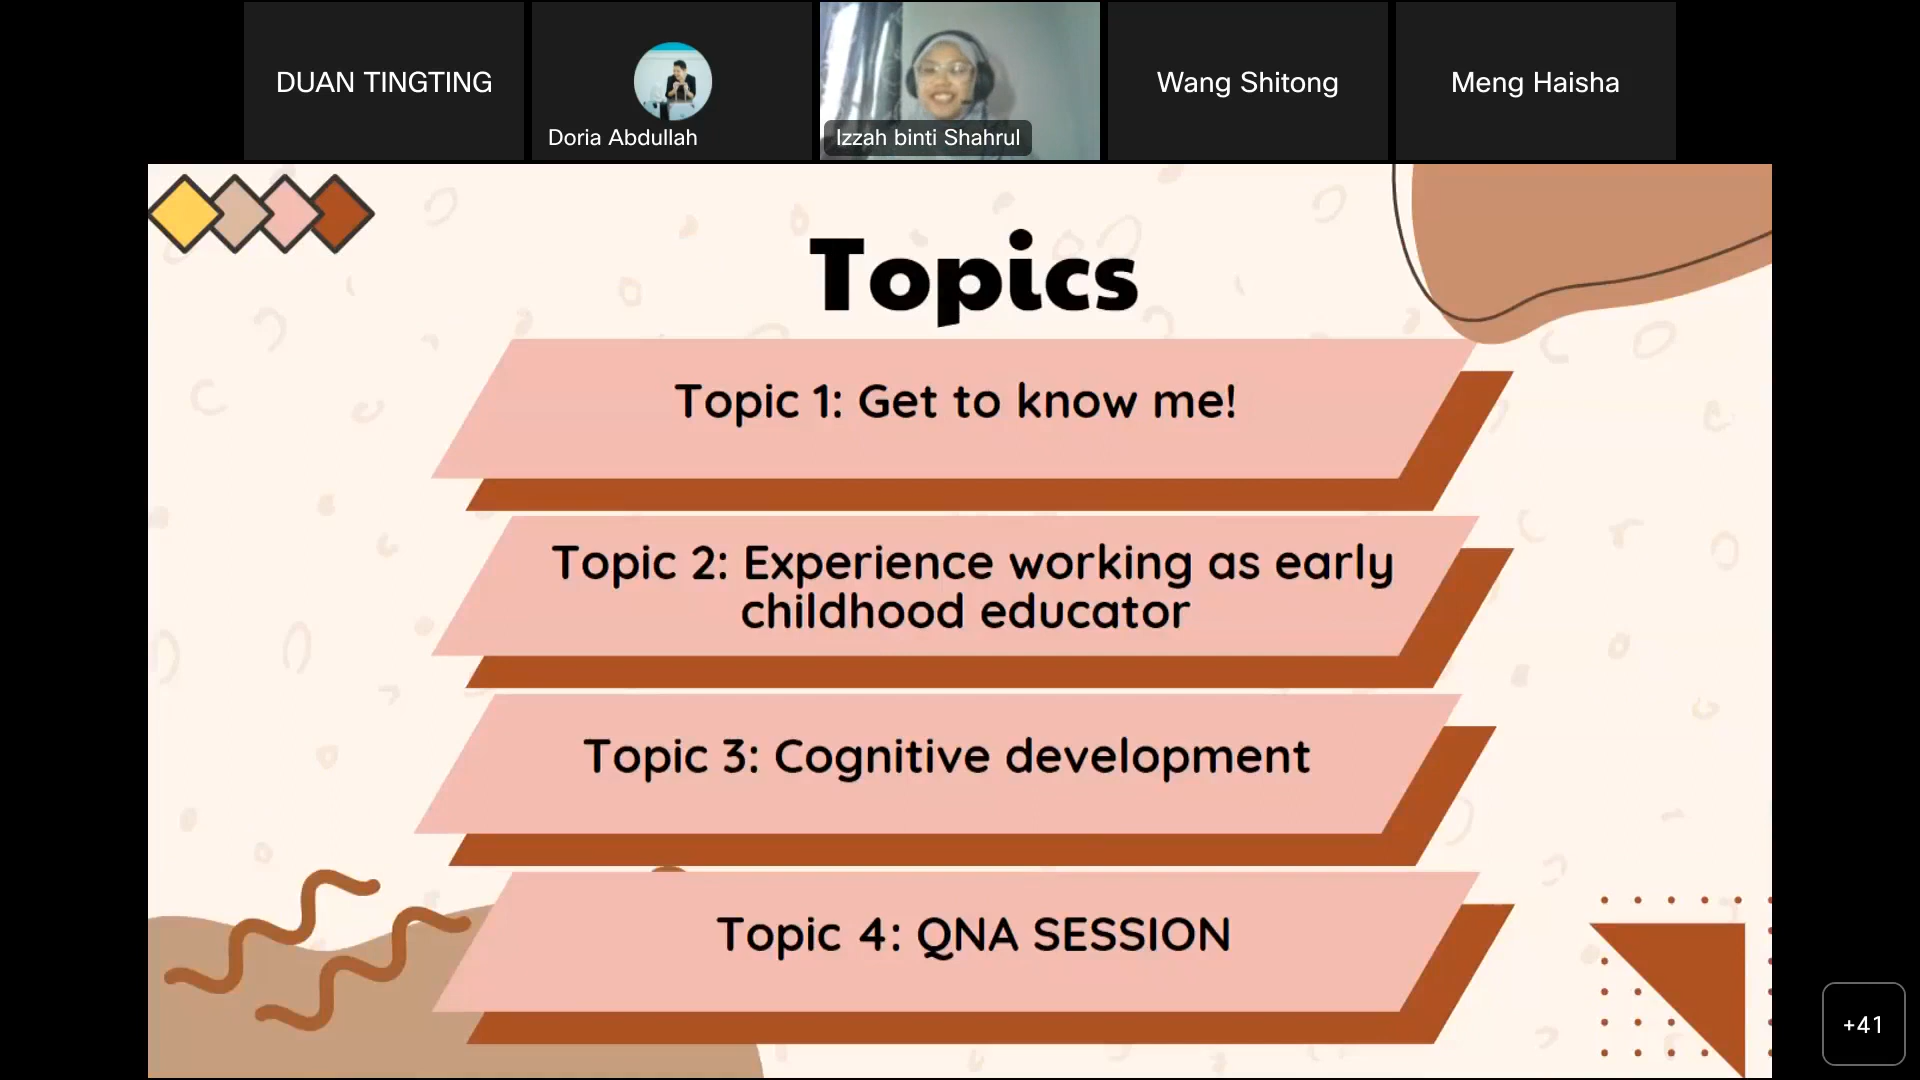 DUAN TINGTING
Doria Abdullah
Izzah binti Shahrul
Wang Shitong
Meng Haisha
Topics
Topic 1: Get to know me!
Topic 2: Experience working as early
childhood educator
Topic 3: Cognitive development
Topic 4: QNA SESSION
+41